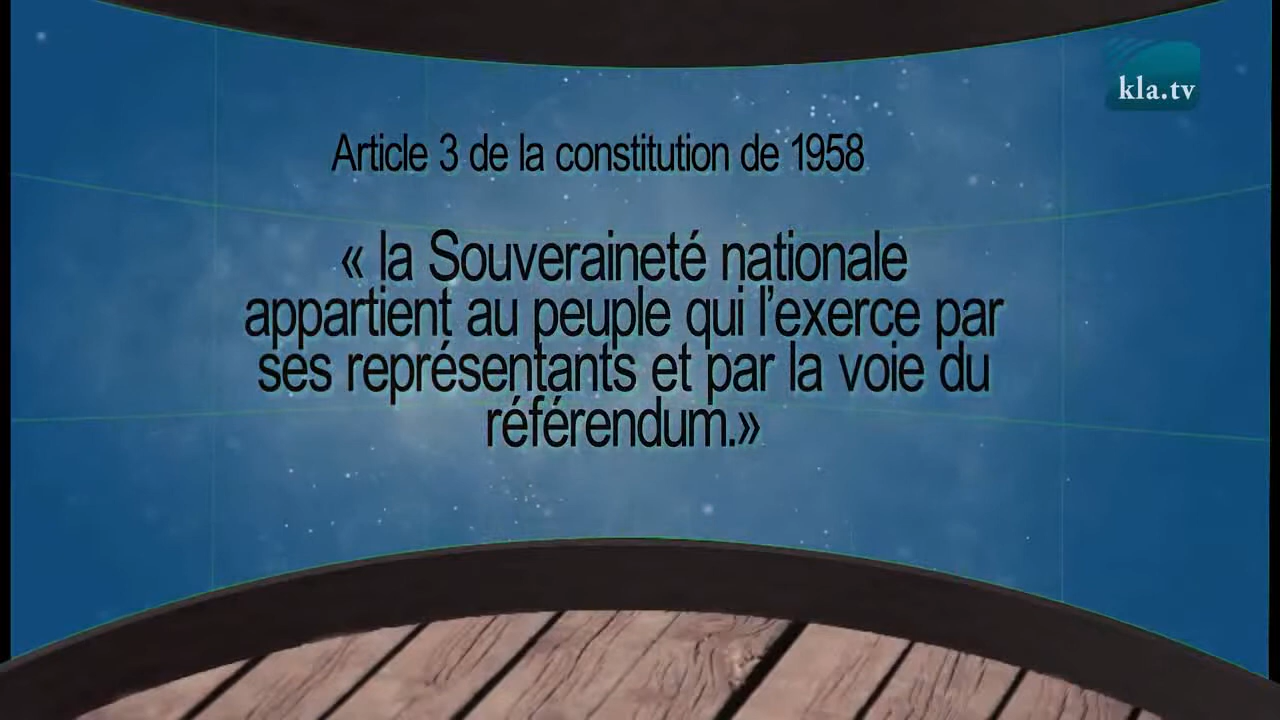 kla.tv
Article 3 de la constitution de 1958
« la Souveraineté nationale
appartient au peuple qui l'exerce par
ses représentants et par la voie du
référendum.»